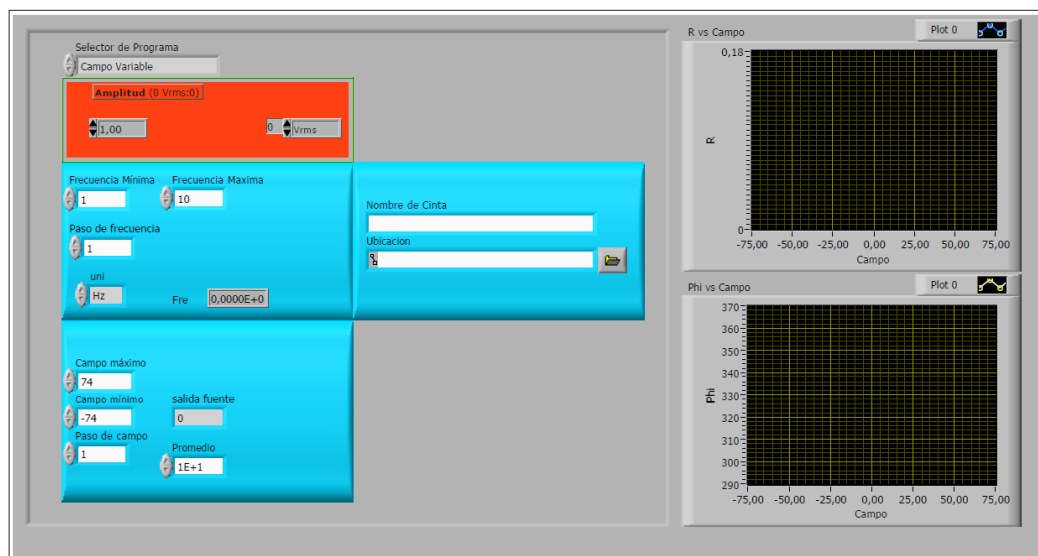 Selector de Programa
Campo Variable
Amplitud (0 Vrms:0)
1,00
0 Vrms
Frecuencia Mínima Frecuencia Maxima
1 10
Paso de frecuencia
1
uni
Hz Fre 0,0000E+0
Nombre de Cinta
Ubicacion
Campo máximo
74
Campo mínimo salida fuente
-74 0
Paso de campo
1
Promedio
1E+1
R vs Campo Plot 0
0,18
R
0
-75,00 -50,00 -25,00 0,00 25,00 50,00 75,00
Campo
Phi vs Campo Plot 0
370
360
350
340
330
320
310
300
290
Phi
-75,00 -50,00 -25,00 0,00 25,00 50,00 75,00
Campo